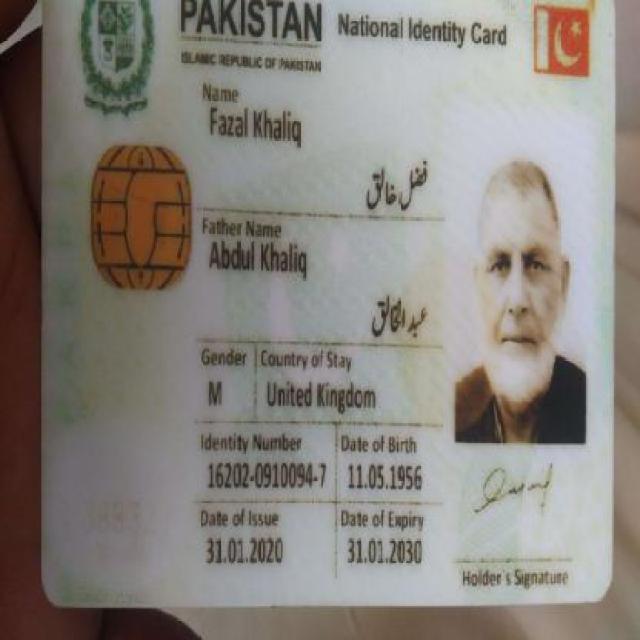 PAKISTAN National Identity Card
ISLAMIC REPUBLIC OF PAKISTAN
Name
Fazal Khaliq
فضل خالق
Father Name
Abdul Khaliq
عبد الخالق
Gender Country of Stay
M United Kingdom
Identity Number Date of Birth
16202-0910094-7 11.05.1956
Date of Issue Date of Expiry
31.01.2020 31.01.2030
Holder's Signature